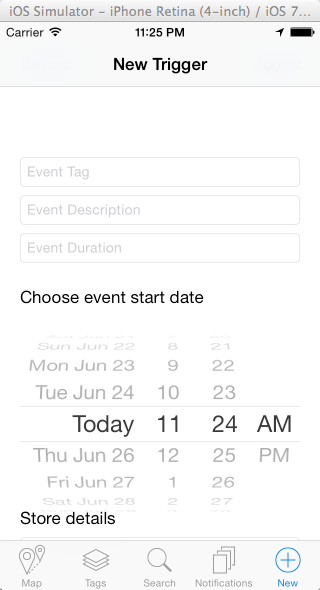 iOS Simulator – iPhone Retina (4-inch) / iOS 7...
Carrier 11:25 PM
New Trigger
Event Tag
Event Description
Event Duration
Choose event start date
Sun Jun 22 8 21
Mon Jun 23 9 22
Tue Jun 24 10 23
Today 11 24 AM
Thu Jun 26 12 25 PM
Fri Jun 27 1 26
Sat Jun 28 2 27
Store details
Map Tags Search Notifications New